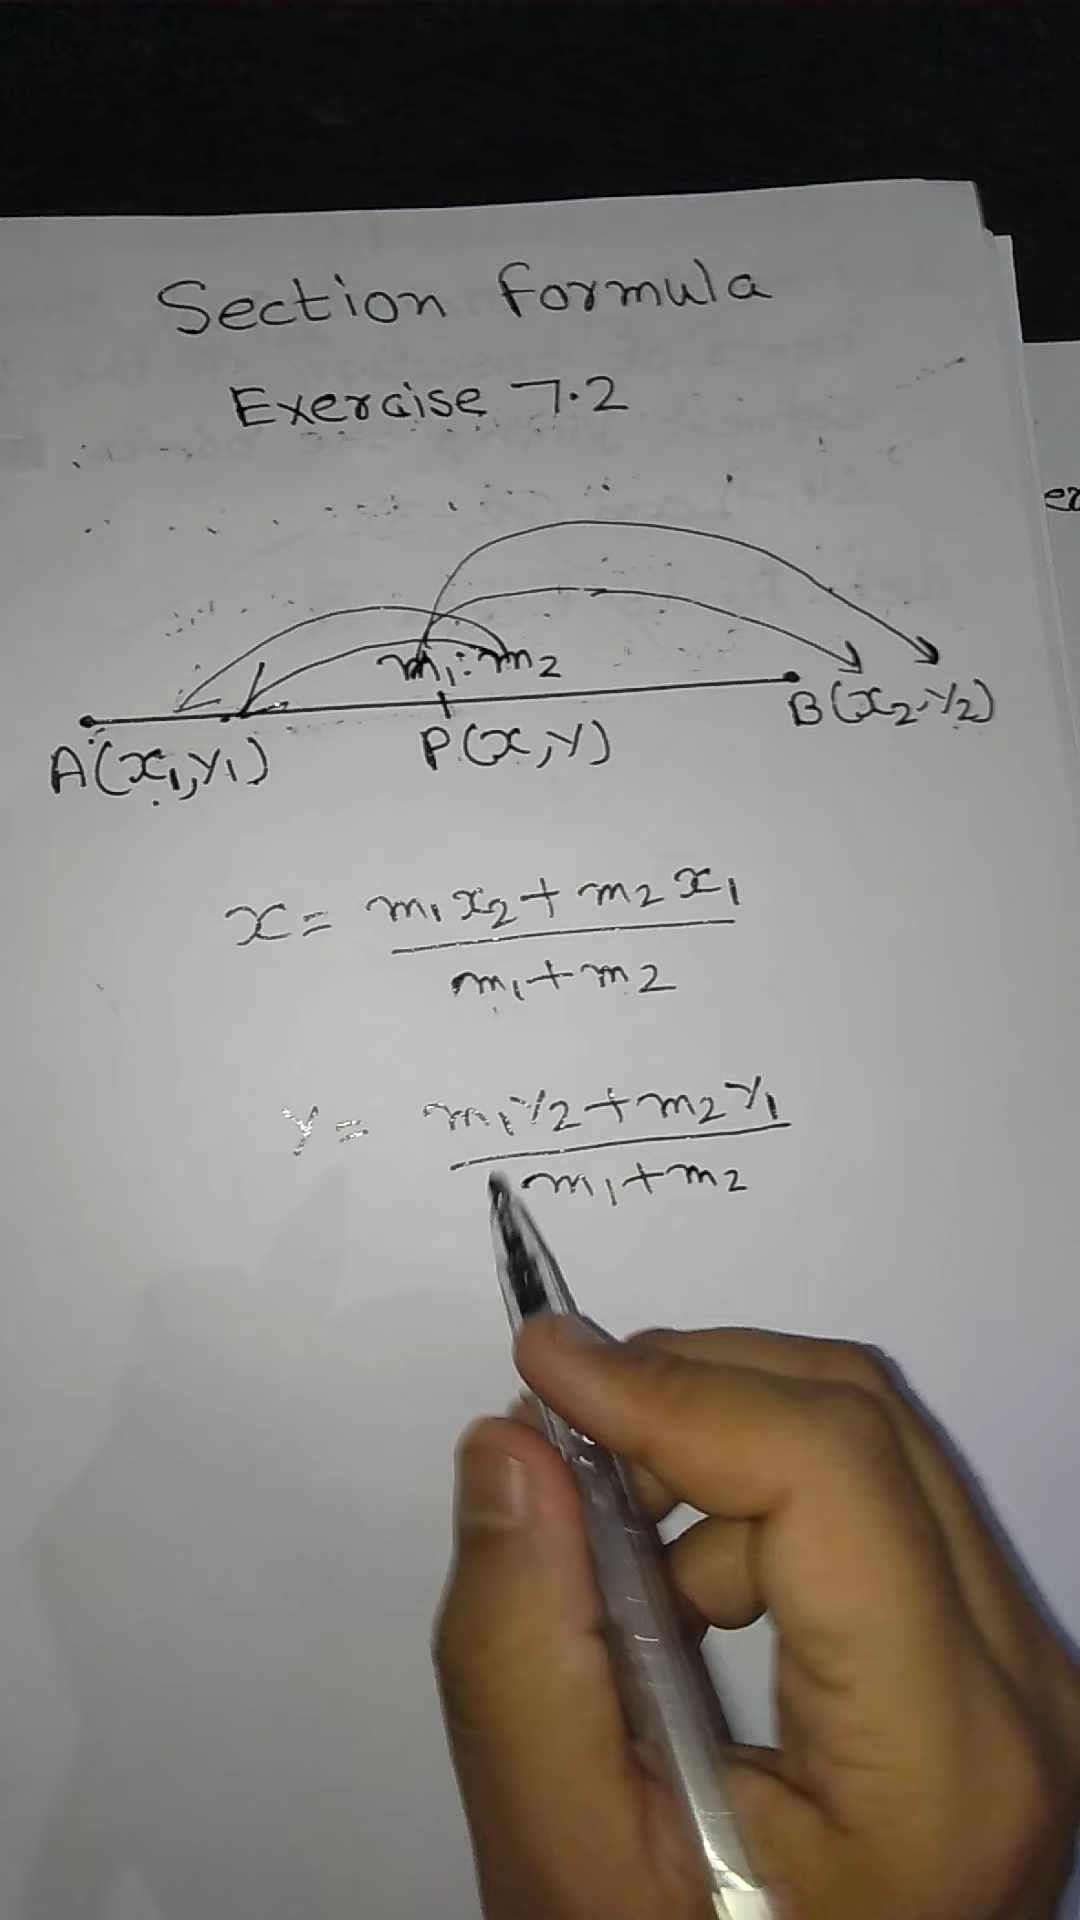 Section Formula
Exercise 7.2
m₁:m₂
A(x₁,y₁) P(x,y) B(x₂,y₂)
x = m₁x₂+m₂x₁
m₁+m₂
y = m₁y₂+m₂y₁
m₁+m₂